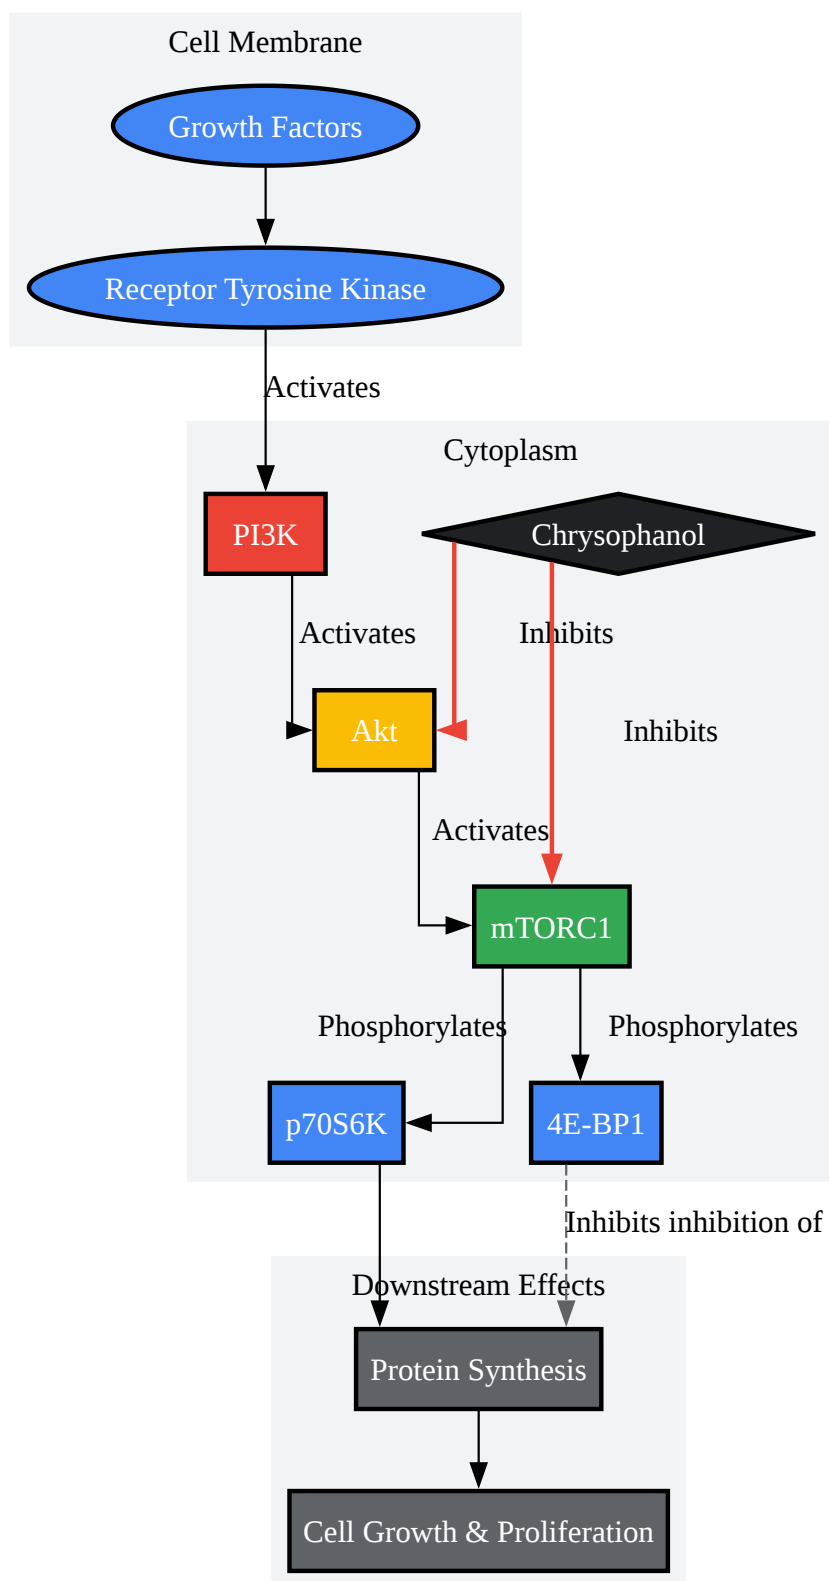 Cell Membrane
Growth Factors
Receptor Tyrosine Kinase
Activates
Cytoplasm
PI3K
Chrysophanol
Activates
Inhibits
Akt
Inhibits
Activates
mTORC1
Phosphorylates
Phosphorylates
p70S6K
4E-BP1
Inhibits inhibition of
Downstream Effects
Protein Synthesis
Cell Growth & Proliferation